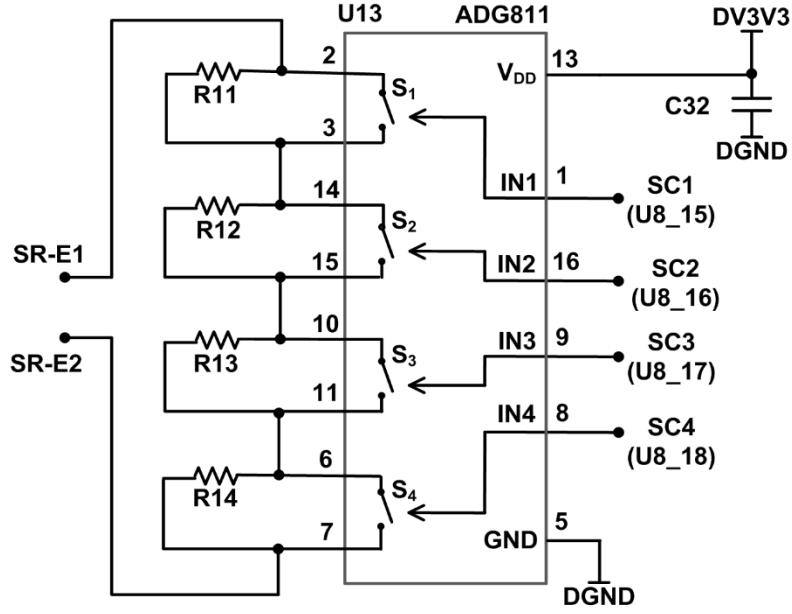 U13 ADG811 DV3V3
2 VDD 13
R11 S1 C32
3 DGND
IN1 1 SC1
14 (U8_15)
R12 S2
SR-E1 15 IN2 16 SC2
(U8_16)
10 IN3 9 SC3
SR-E2 R13 S3 (U8_17)
11 IN4 8 SC4
(U8_18)
6
R14 S4
7 GND 5
DGND